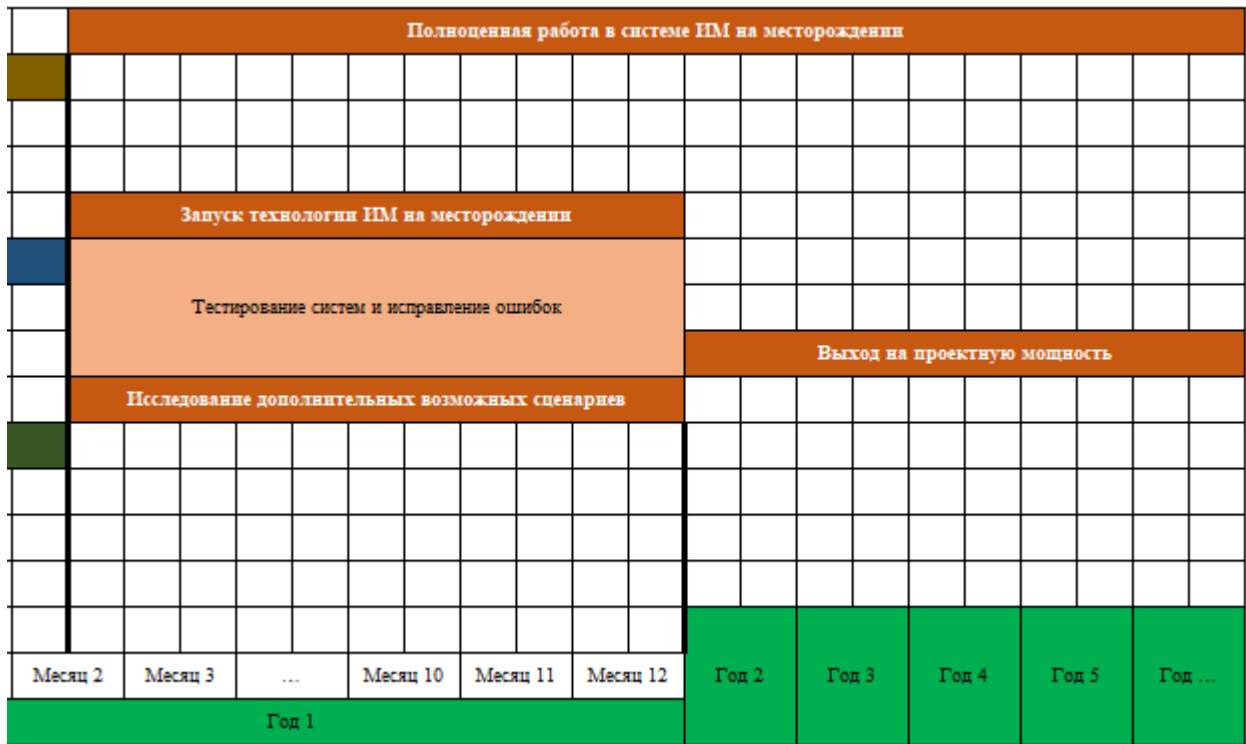 Полноценная работа в системе ИМ на месторождении
Запуск технологии ИМ на месторождении
Тестирование систем и исправление ошибок
Выход на проектную мощность
Исследование дополнительных возможных сценариев
Месяц 2
Месяц 3
...
Месяц 10
Месяц 11
Месяц 12
Год 2
Год 3
Год 4
Год 5
Год ...
Год 1